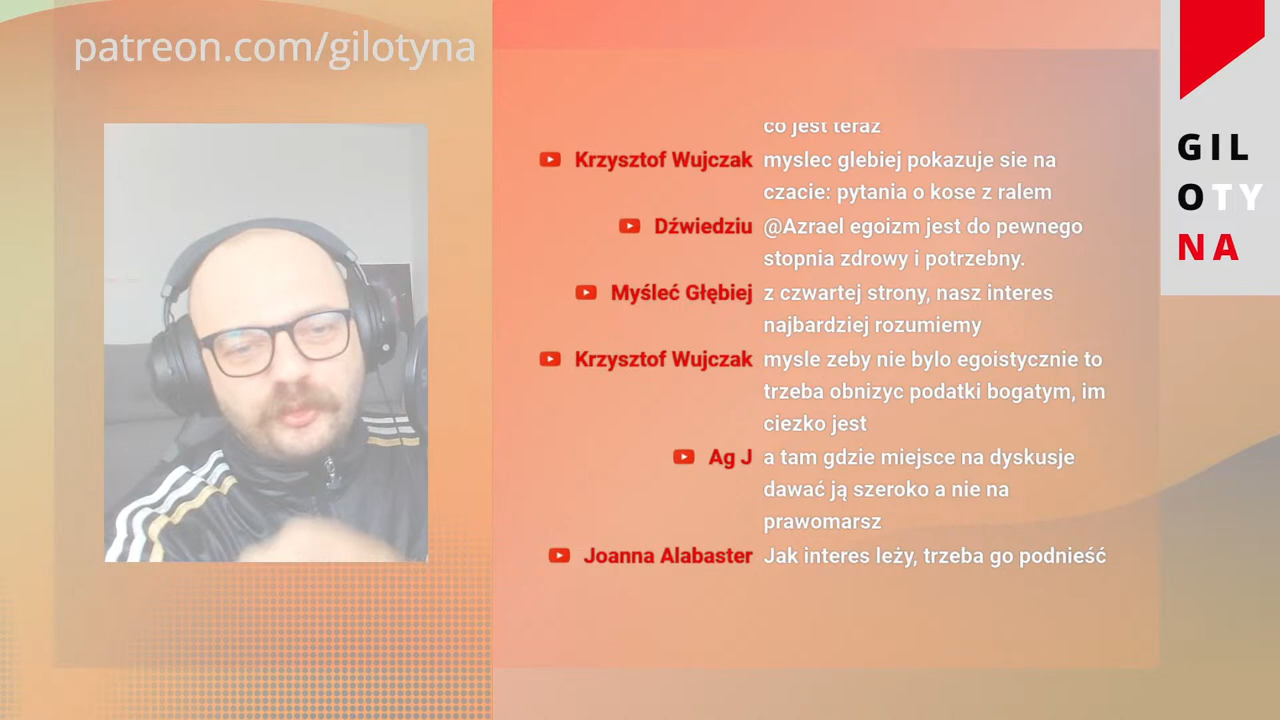 patreon.com/gilotyna
co jest teraz
Krzysztof Wujczak myslec glebiej pokazuje sie na
czacie: pytania o kose z ralem
Dźwiedziu @Azrael egoizm jest do pewnego
stopnia zdrowy i potrzebny.
Myśleć Głębiej z czwartej strony, nasz interes
najbardziej rozumiemy
Krzysztof Wujczak mysle zeby nie bylo egoistycznie to
trzeba obnizyc podatki bogatym, im
ciezko jest
Ag J a tam gdzie miejsce na dyskusje
dawać ją szeroko a nie na
prawomarsz
Joanna Alabaster Jak interes leży, trzeba go podnieść
GIL
OTY
NA